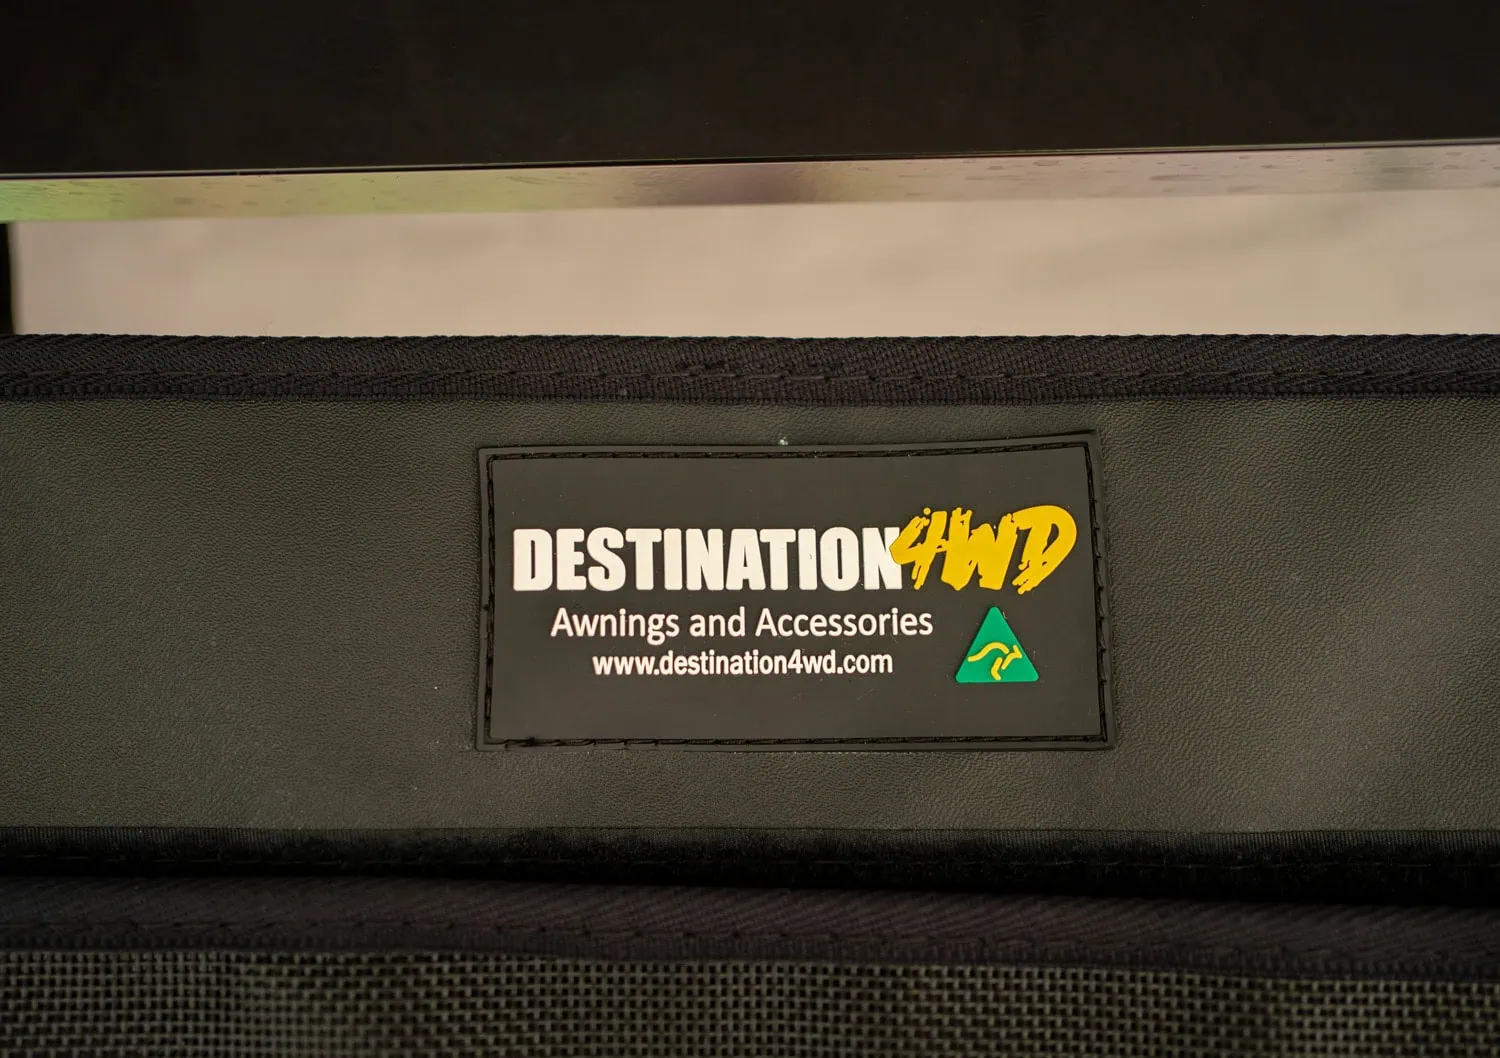 DESTINATION4WD
Awnings and Accessories
www.destination4wd.com